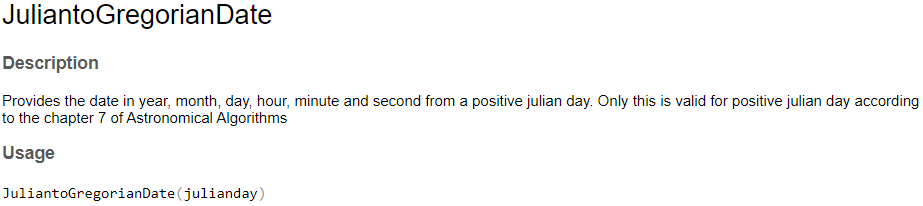 JuliantoGregorianDate
Description
Provides the date in year, month, day, hour, minute and second from a positive julian day. Only this is valid for positive julian day according
to the chapter 7 of Astronomical Algorithms
Usage
JuliantoGregorianDate(julianday)